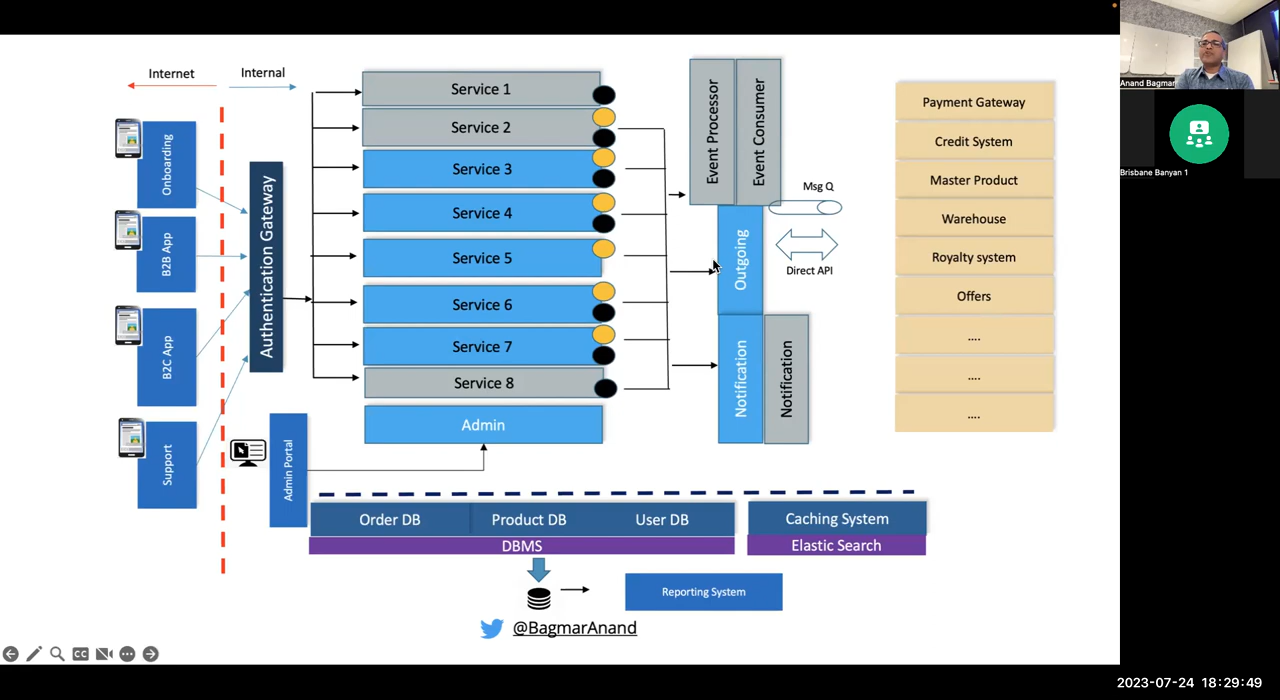 Internet
Internal
Onboarding
B2B App
B2C App
Support
Authentication Gateway
Admin Portal
Service 1
Service 2
Service 3
Service 4
Service 5
Service 6
Service 7
Service 8
Admin
Event Processor
Event Consumer
Outgoing
Notification
Notification
Msg Q
Direct API
Payment Gateway
Credit System
Master Product
Warehouse
Royalty system
Offers
....
....
....
Order DB
Product DB
User DB
DBMS
Caching System
Elastic Search
Reporting System
@BagmarAnand
CC
Anand Bagmar
Brisbane Banyan 1
2023-07-24 18:29:49